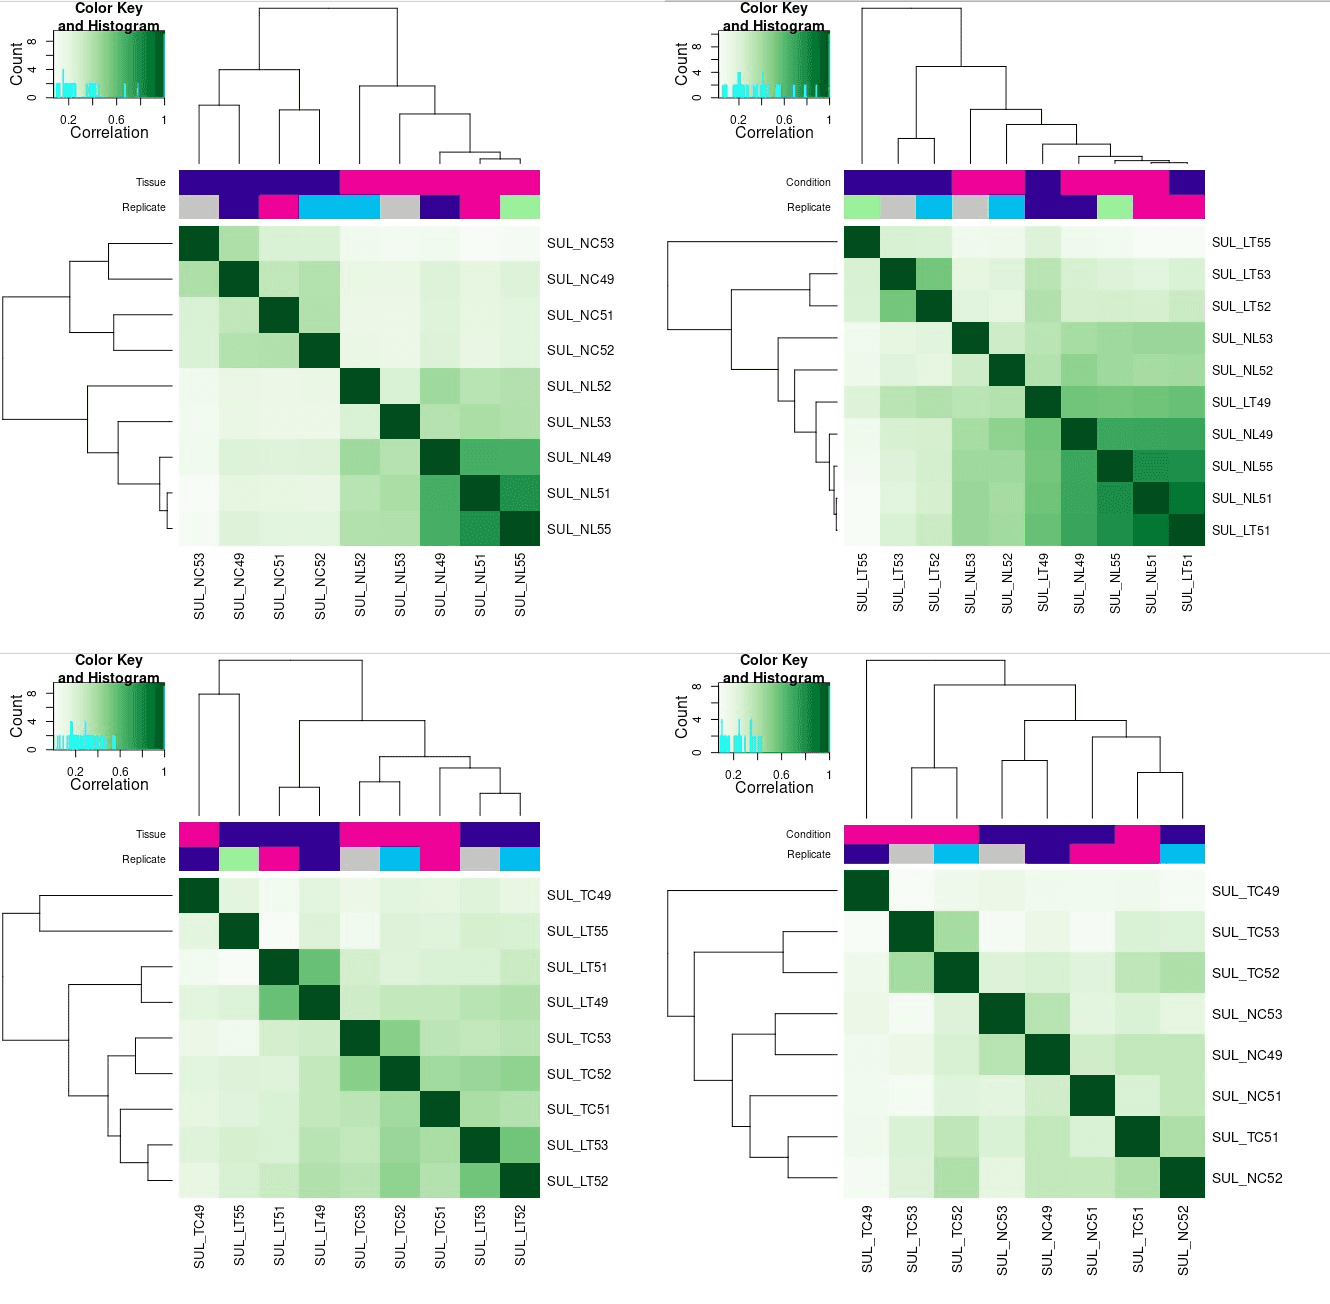 Color Key
and Histogram
Count
0 4 8
0.2 0.6 1
Correlation
Tissue
Replicate
SUL_NC53
SUL_NC49
SUL_NC51
SUL_NC52
SUL_NL52
SUL_NL53
SUL_NL49
SUL_NL51
SUL_NL55
SUL_NC53 SUL_NC49 SUL_NC51 SUL_NC52 SUL_NL52 SUL_NL53 SUL_NL49 SUL_NL51 SUL_NL55
Color Key
and Histogram
Count
0 4 8
0.2 0.6 1
Correlation
Condition
Replicate
SUL_LT55
SUL_LT53
SUL_LT52
SUL_NL53
SUL_NL52
SUL_LT49
SUL_NL49
SUL_NL55
SUL_NL51
SUL_LT51
SUL_LT55 SUL_LT53 SUL_LT52 SUL_NL53 SUL_NL52 SUL_LT49 SUL_NL49 SUL_NL55 SUL_NL51 SUL_LT51
Color Key
and Histogram
Count
0 4 8
0.2 0.6 1
Correlation
Tissue
Replicate
SUL_TC49
SUL_LT55
SUL_LT51
SUL_LT49
SUL_TC53
SUL_TC52
SUL_TC51
SUL_LT53
SUL_LT52
SUL_TC49 SUL_LT55 SUL_LT51 SUL_LT49 SUL_TC53 SUL_TC52 SUL_TC51 SUL_LT53 SUL_LT52
Color Key
and Histogram
Count
0 4 8
0.2 0.6 1
Correlation
Condition
Replicate
SUL_TC49
SUL_TC53
SUL_TC52
SUL_NC53
SUL_NC49
SUL_NC51
SUL_TC51
SUL_NC52
SUL_TC49 SUL_TC53 SUL_TC52 SUL_NC53 SUL_NC49 SUL_NC51 SUL_TC51 SUL_NC52